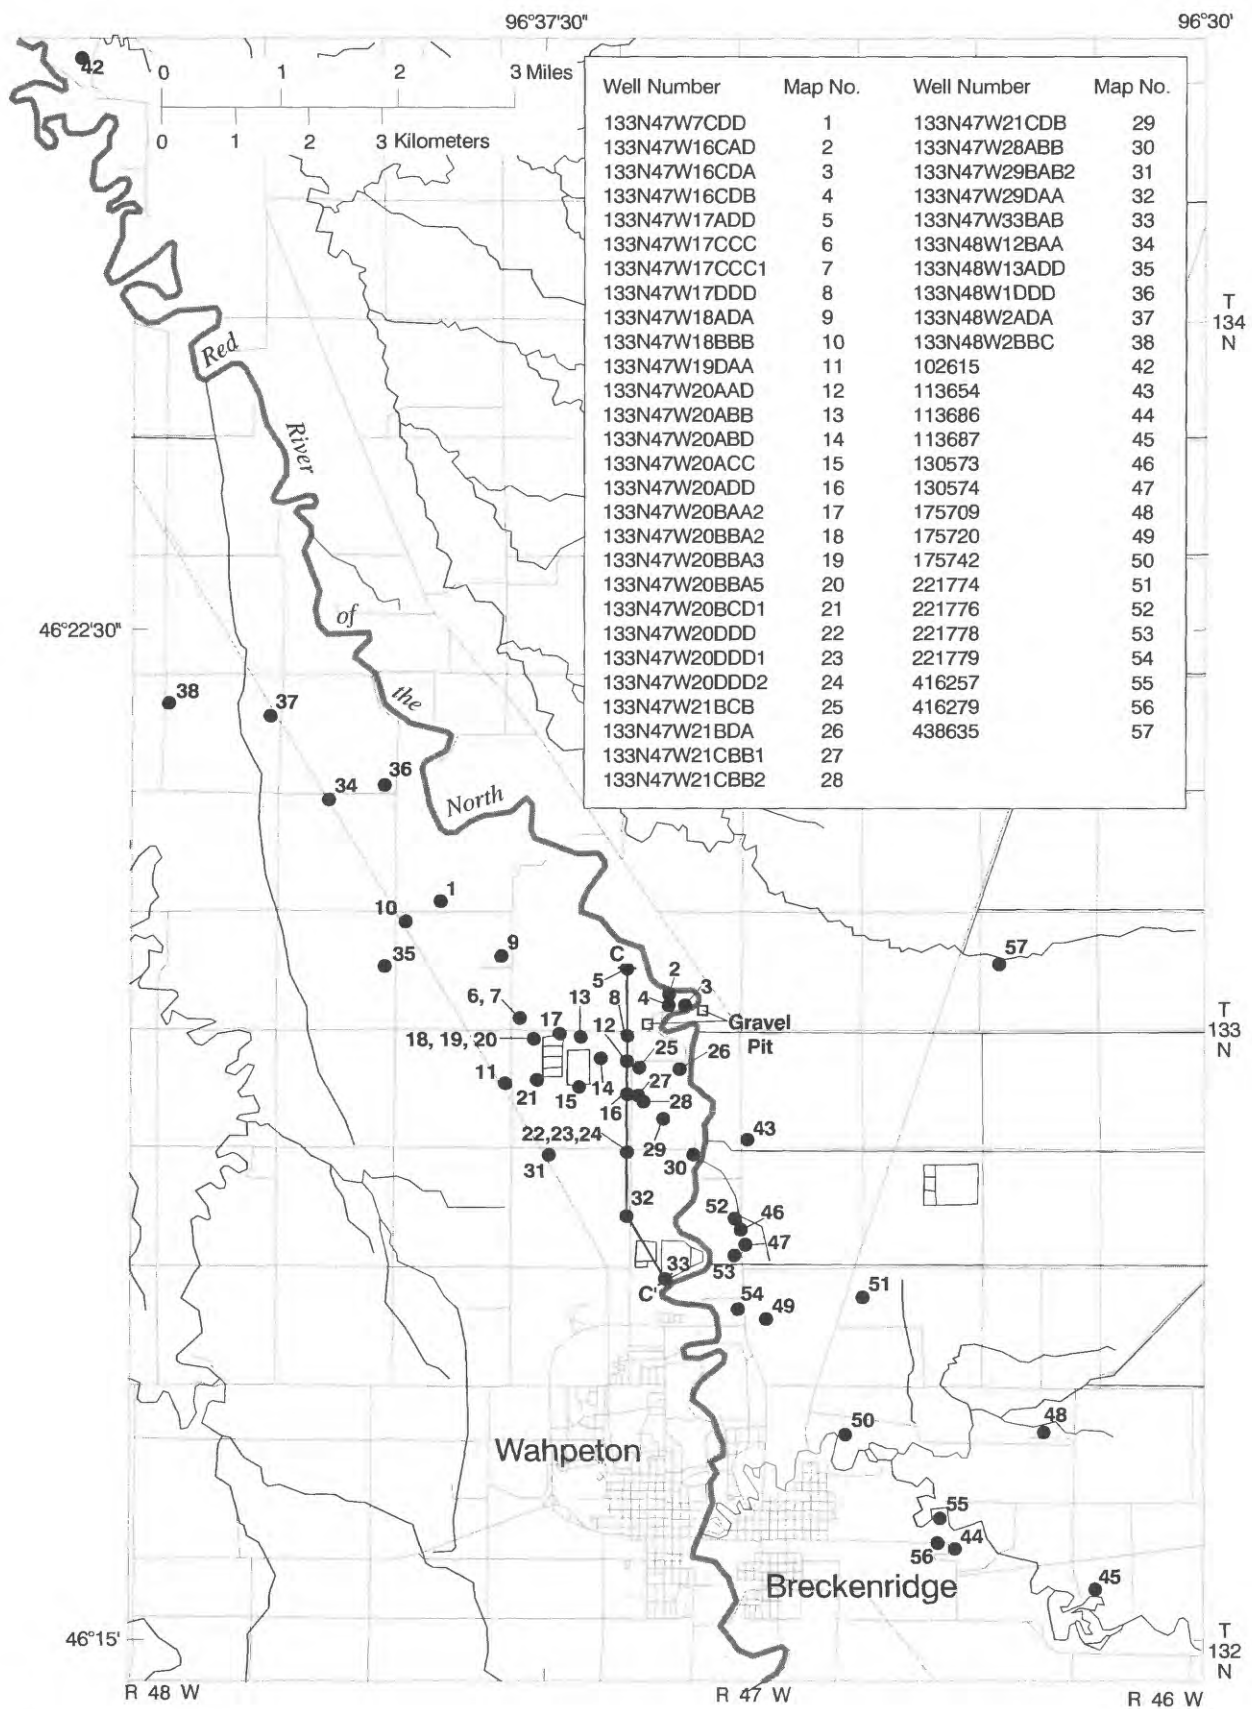 96°37'30"
96°30'
42
0 1 2 3 Miles
0 1 2 3 Kilometers
Well Number Map No. Well Number Map No.
133N47W7CDD 1 133N47W21CDB 29
133N47W16CAD 2 133N47W28ABB 30
133N47W16CDA 3 133N47W29BAB2 31
133N47W16CDB 4 133N47W29DAA 32
133N47W17ADD 5 133N47W33BAB 33
133N47W17CCC 6 133N48W12BAA 34
133N47W17CCC1 7 133N48W13ADD 35
133N47W17DDD 8 133N48W1DDD 36
133N47W18ADA 9 133N48W2ADA 37
133N47W18BBB 10 133N48W2BBC 38
133N47W19DAA 11 102615 42
133N47W20AAD 12 113654 43
133N47W20ABB 13 113686 44
133N47W20ABD 14 113687 45
133N47W20ACC 15 130573 46
133N47W20ADD 16 130574 47
133N47W20BAA2 17 175709 48
133N47W20BBA2 18 175720 49
133N47W20BBA3 19 175742 50
133N47W20BBA5 20 221774 51
133N47W20BCD1 21 221776 52
133N47W20DDD 22 221778 53
133N47W20DDD1 23 221779 54
133N47W20DDD2 24 416257 55
133N47W21BCB 25 416279 56
133N47W21BDA 26 438635 57
133N47W21CBB1 27
133N47W21CBB2 28
T
134
N
Red
River
of
the
North
46°22'30"
38
37
36
34
1
10
9
35
C
5
2
4
3
57
6, 7
13
8
Gravel
Pit
T
133
N
17
18, 19, 20
12
25
26
11
21
15
14
16
27
28
22,23,24
29
43
31
30
32
52
46
47
53
33
C'
54
49
51
50
48
Wahpeton
55
56
44
Breckenridge
45
46°15'
T
132
N
R 48 W
R 47 W
R 46 W